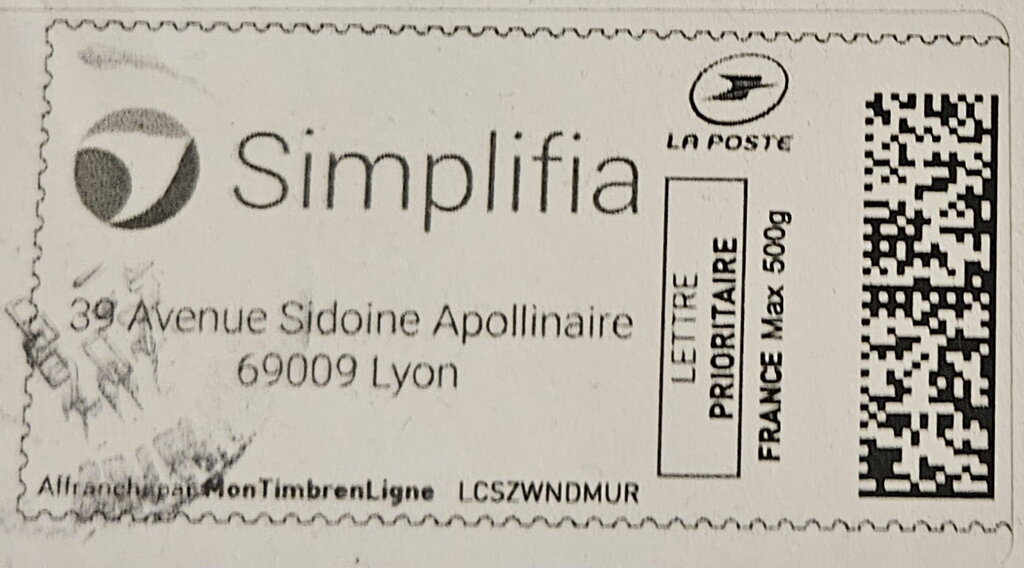 Simplifia
39 Avenue Sidoine Apollinaire
69009 Lyon
Affranchi par MonTimbrenLigne LCSZWNDMUR
LA POSTE
LETTRE
PRIORITAIRE
FRANCE Max 500g